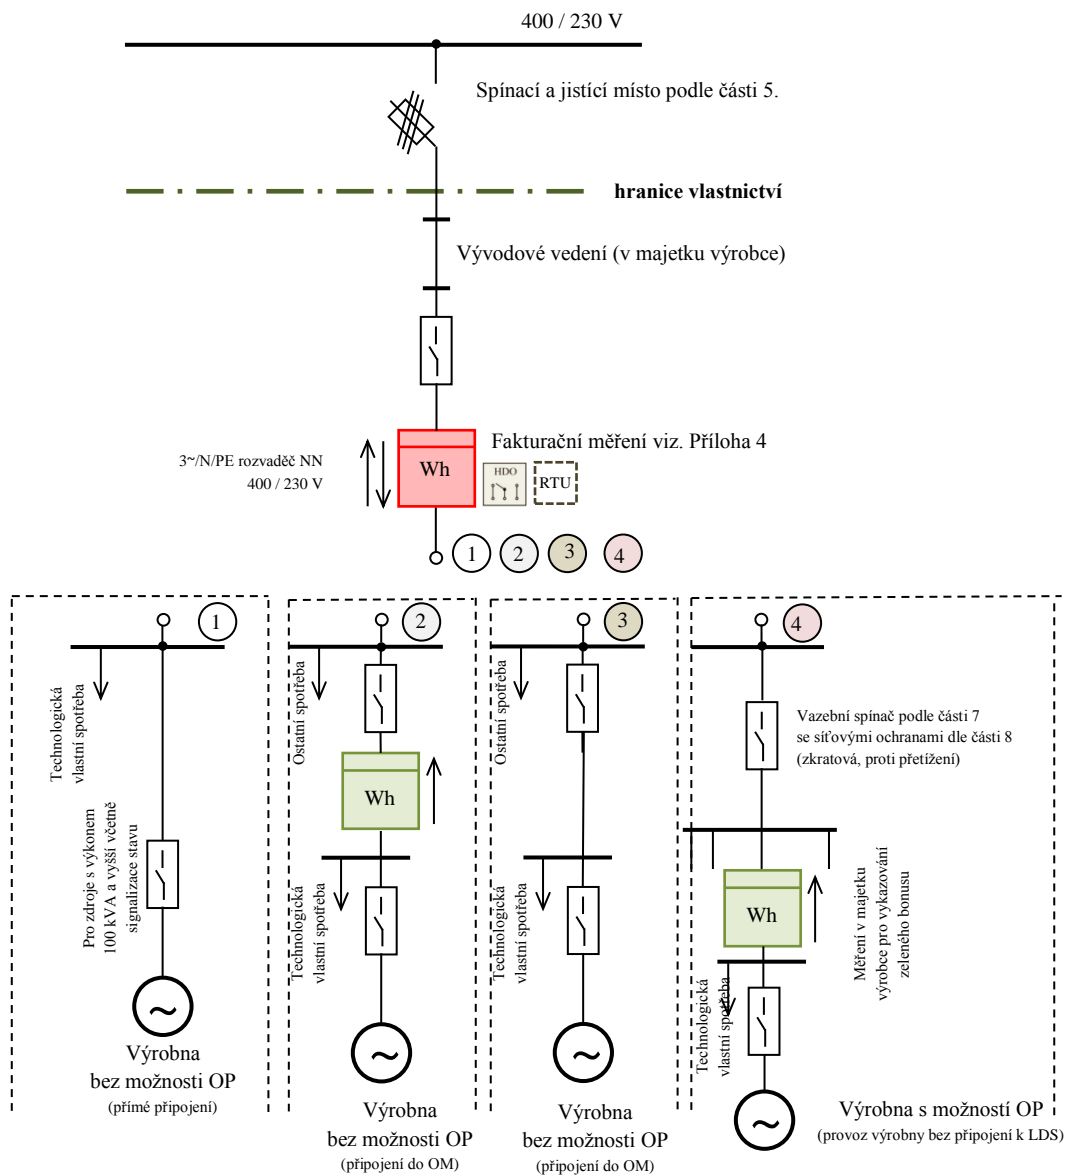 400 / 230 V
Spínací a jistící místo podle části 5.
hranice vlastnictví
Vývodové vedení (v majetku výrobce)
Fakturační měření viz. Příloha 4
3~/N/PE rozvaděč NN
400 / 230 V
Wh
HDO
RTU
1
2
3
4
1
Technologická
vlastní spotřeba
Pro zdroje s výkonem
100 kVA a vyšší včetně
signalizace stavu
~
Výrobna
bez možnosti OP
(přímé připojení)
2
Ostatní spotřeba
Wh
Technologická
vlastní spotřeba
~
Výrobna
bez možnosti OP
(připojení do OM)
3
Ostatní spotřeba
Technologická
vlastní spotřeba
~
Výrobna
bez možnosti OP
(připojení do OM)
4
Vazební spínač podle části 7
se síťovými ochranami dle části 8
(zkratová, proti přetížení)
Wh
Měření v majetku
výrobce pro vykazování
zeleného bonusu
Technologická
vlastní spotřeba
~
Výrobna s možností OP
(provoz výrobny bez připojení k LDS)